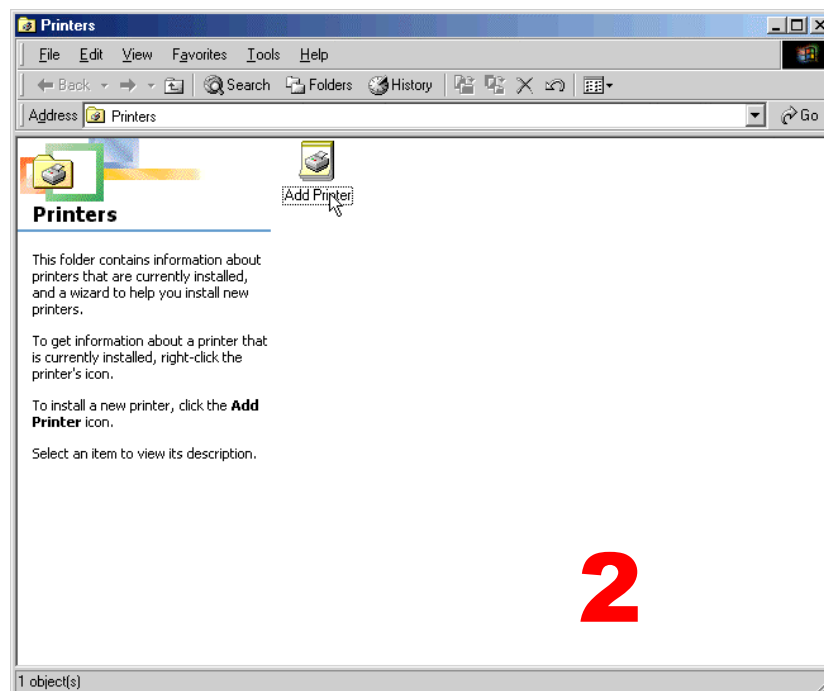 Printers
File Edit View Favorites Tools Help
Back Search Folders History
Address Printers Go
Add Printer
Printers
This folder contains information about
printers that are currently installed,
and a wizard to help you install new
printers.
To get information about a printer that
is currently installed, right-click the
printer's icon.
To install a new printer, click the Add
Printer icon.
Select an item to view its description.
2
1 object(s)